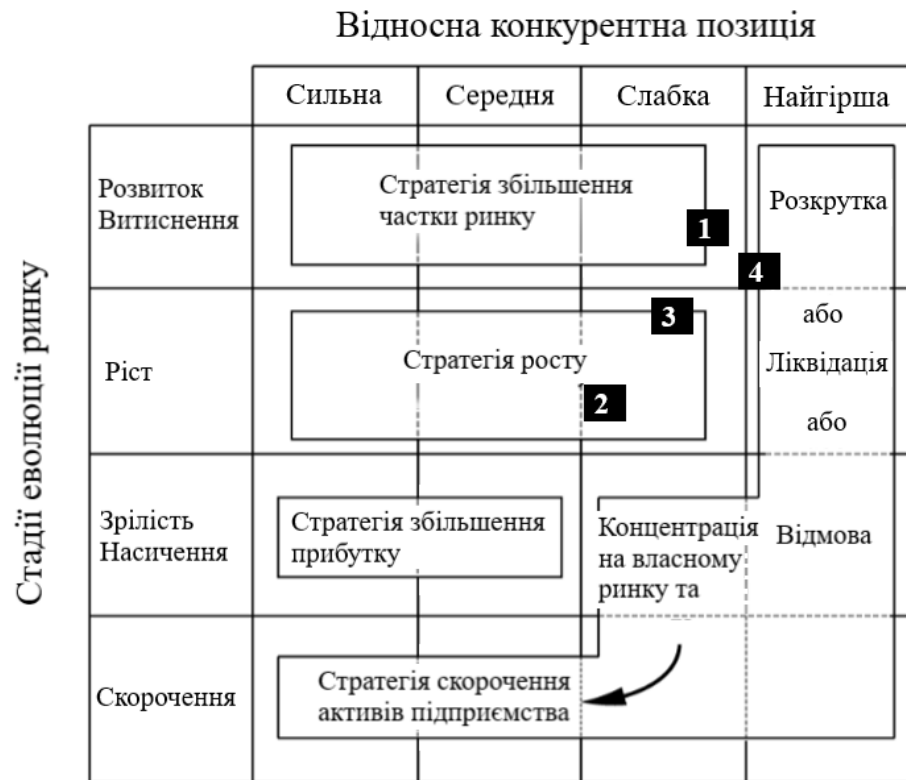 Відносна конкурентна позиція
Сильна
Середня
Слабка
Найгірша
Стадії еволюції ринку
Розвиток
Витиснення
Стратегія збільшення
частки ринку
1
Розкрутка
4
Ріст
3
Стратегія росту
2
або
Ліквідація
або
Зрілість
Насичення
Стратегія збільшення
прибутку
Концентрація
на власному
ринку та
Відмова
Скорочення
Стратегія скорочення
активів підприємства